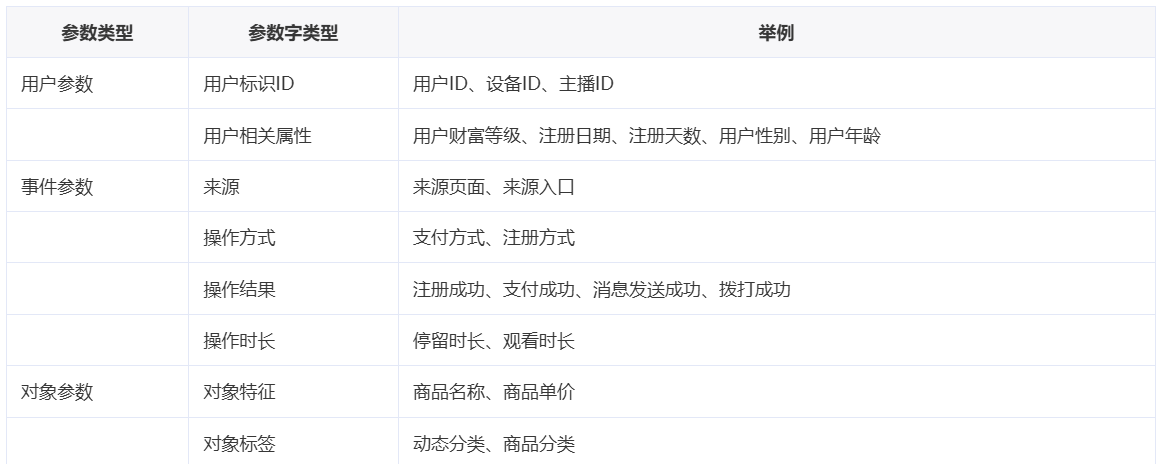 参数类型 参数字类型 举例
用户参数 用户标识ID 用户ID、设备ID、主播ID
用户相关属性 用户财富等级、注册日期、注册天数、用户性别、用户年龄
事件参数 来源 来源页面、来源入口
操作方式 支付方式、注册方式
操作结果 注册成功、支付成功、消息发送成功、拨打成功
操作时长 停留时长、观看时长
对象参数 对象特征 商品名称、商品单价
对象标签 动态分类、商品分类